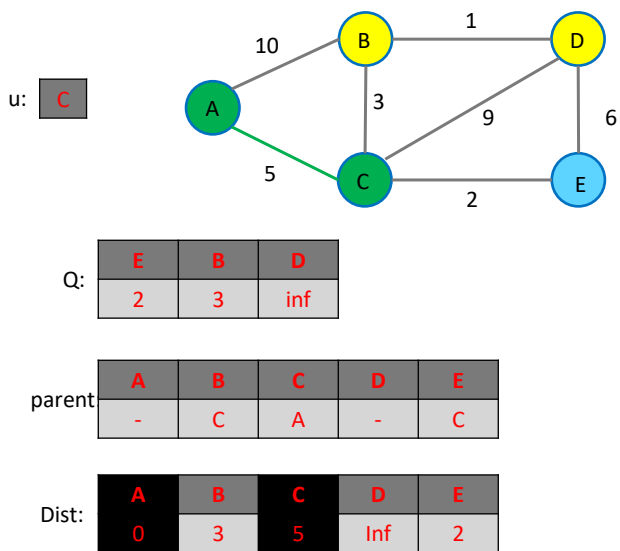 1
10
B
D
u: C
A
3
9
6
5
C
E
2
Q:
E B D
2 3 inf
parent
A B C D E
- C A - C
Dist:
A B C D E
0 3 5 Inf 2